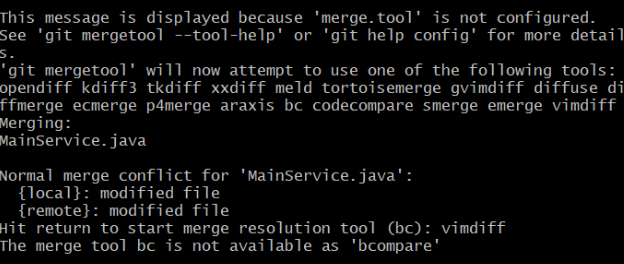 This message is displayed because 'merge.tool' is not configured.
See 'git mergetool --tool-help' or 'git help config' for more detail
s.
'git mergetool' will now attempt to use one of the following tools:
opendiff kdiff3 tkdiff xxdiff meld tortoisemerge gvimdiff diffuse di
ffmerge ecmerge p4merge araxis bc codecompare smerge emerge vimdiff
Merging:
MainService.java
Normal merge conflict for 'MainService.java':
  {local}: modified file
  {remote}: modified file
Hit return to start merge resolution tool (bc): vimdiff
The merge tool bc is not available as 'bcompare'